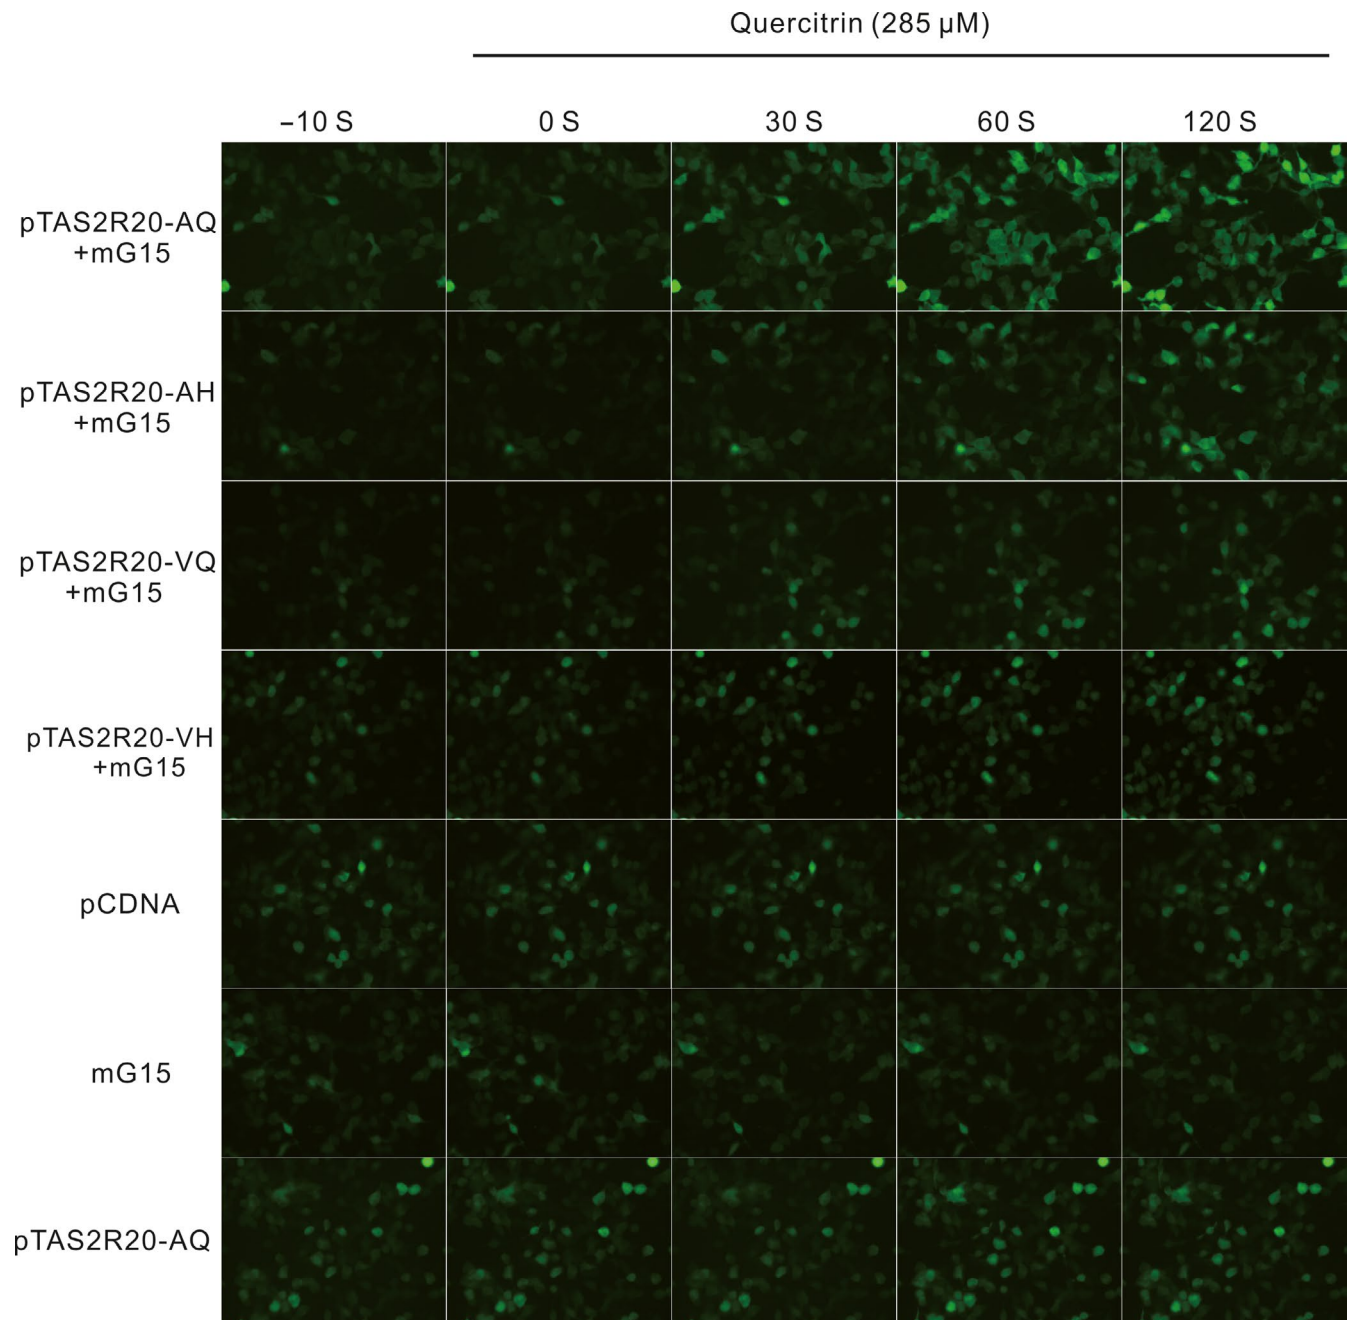 Quercitrin (285 µM)
–10 S 0 S 30 S 60 S 120 S
pTAS2R20-AQ
+mG15
pTAS2R20-AH
+mG15
pTAS2R20-VQ
+mG15
pTAS2R20-VH
+mG15
pCDNA
mG15
pTAS2R20-AQ